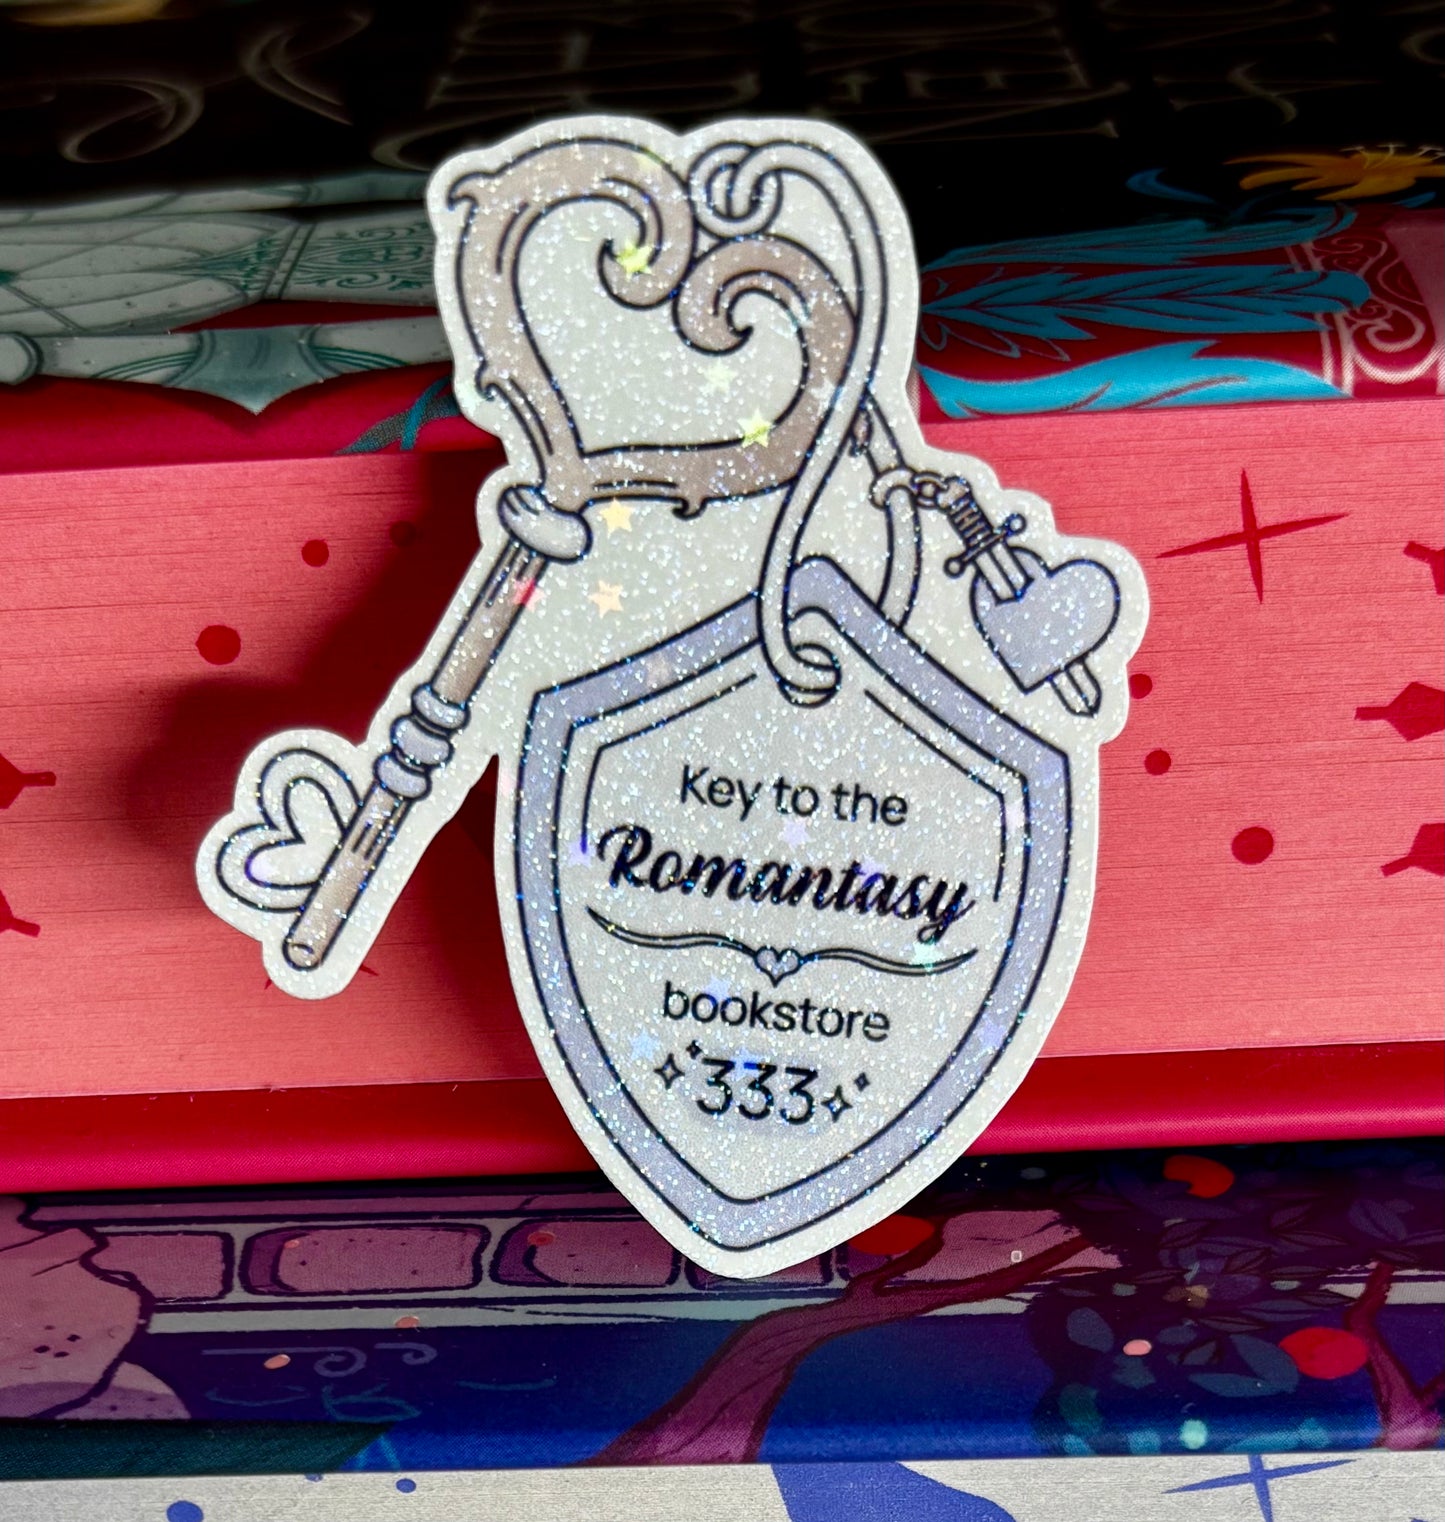 Key to the
Romantasy
bookstore
333